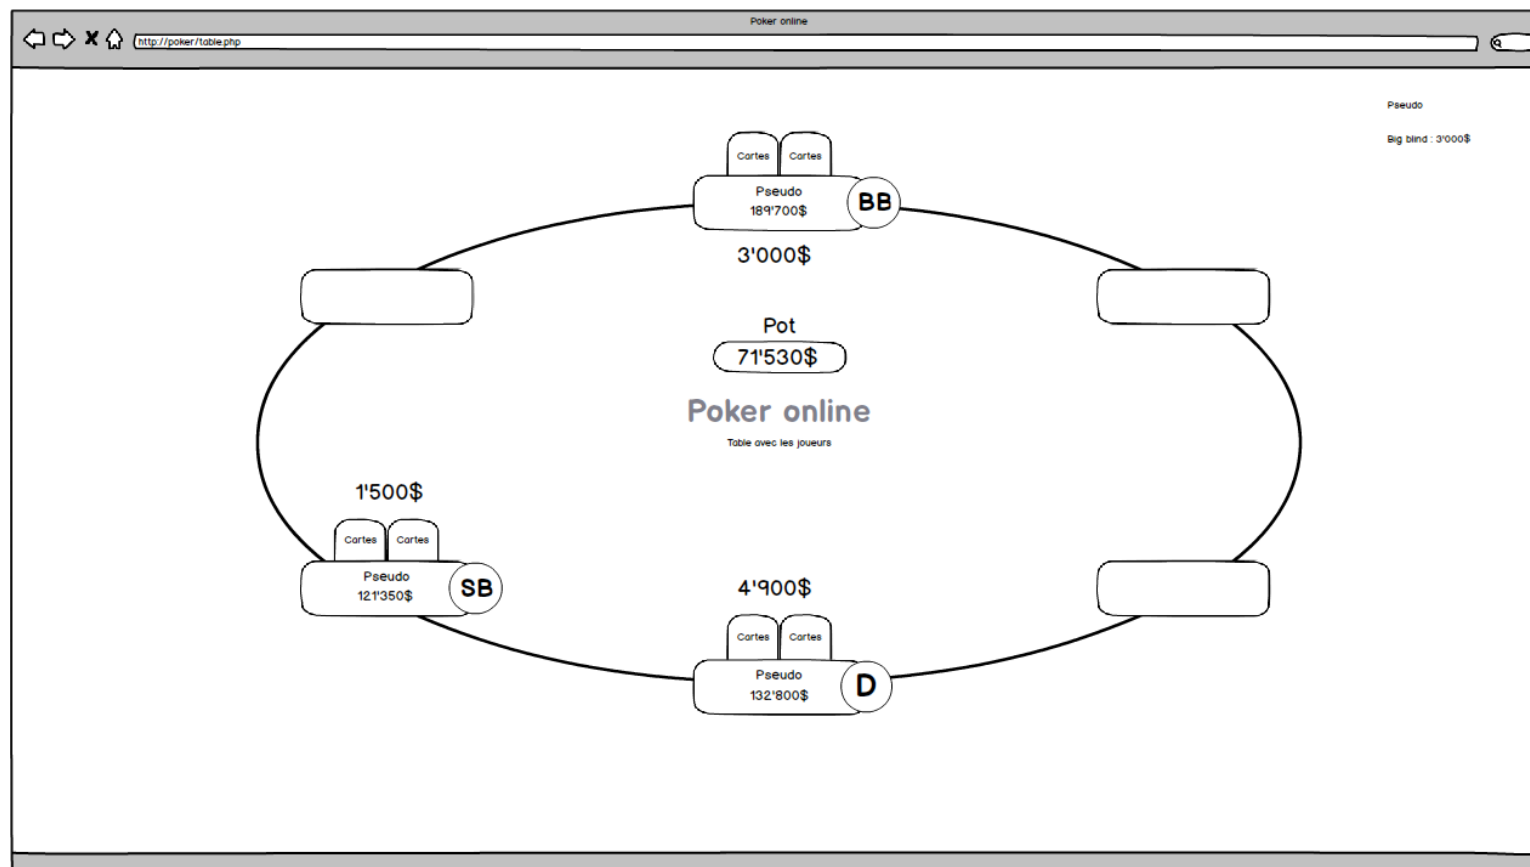 Poker online
http://poker/table.php
Pseudo
Big blind : 3'000$
Cartes Cartes
Pseudo
189'700$
BB
3'000$
Pot
71'530$
Poker online
Table avec les joueurs
1'500$
Cartes Cartes
Pseudo
121'350$
SB
4'900$
Cartes Cartes
Pseudo
132'800$
D